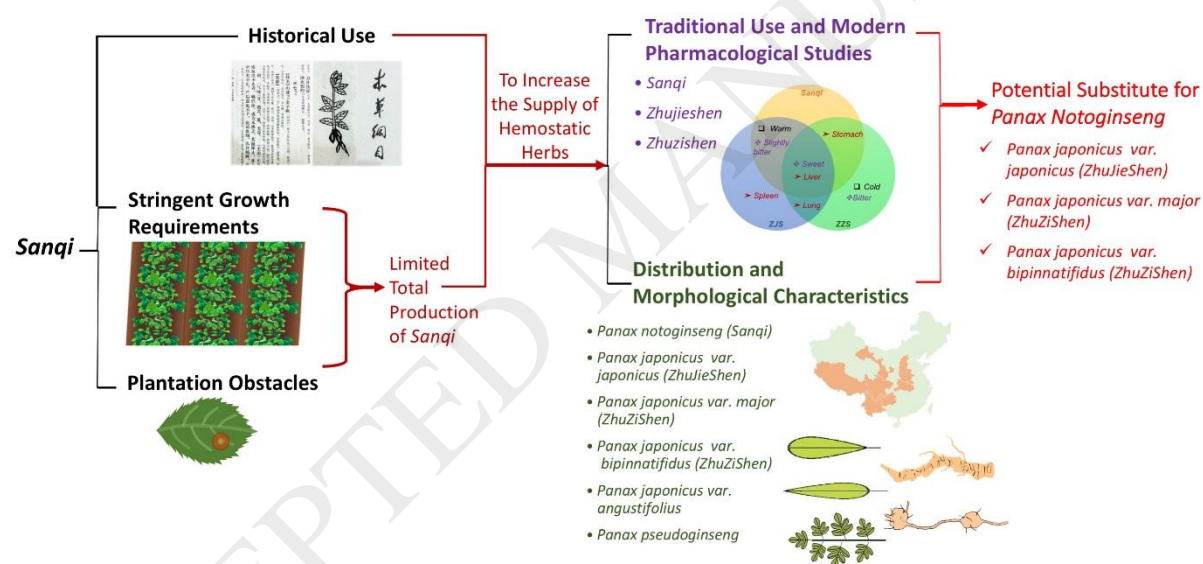 Historical Use
本草綱目
Stringent Growth
Requirements
Sanqi
Plantation Obstacles
Limited
Total
Production
of Sanqi
To Increase
the Supply of
Hemostatic
Herbs
Traditional Use and Modern
Pharmacological Studies
• Sanqi
• Zhujieshen
• Zhuzishen
Sanqi
❑ Warm
❖ Slightly
bitter
➤ Stomach
❖ Sweet
➤ Liver
➤ Spleen
➤ Lung
❑ Cold
❖Bitter
ZJS
ZZS
Distribution and
Morphological Characteristics
• Panax notoginseng (Sanqi)
• Panax japonicus var.
japonicus (ZhuJieShen)
• Panax japonicus var. major
(ZhuZiShen)
• Panax japonicus var.
bipinnatifidus (ZhuZiShen)
• Panax japonicus var.
angustifolius
• Panax pseudoginseng
Potential Substitute for
Panax Notoginseng
✓ Panax japonicus var.
japonicus (ZhuJieShen)
✓ Panax japonicus var. major
(ZhuZiShen)
✓ Panax japonicus var.
bipinnatifidus (ZhuZiShen)
EPTED MANU